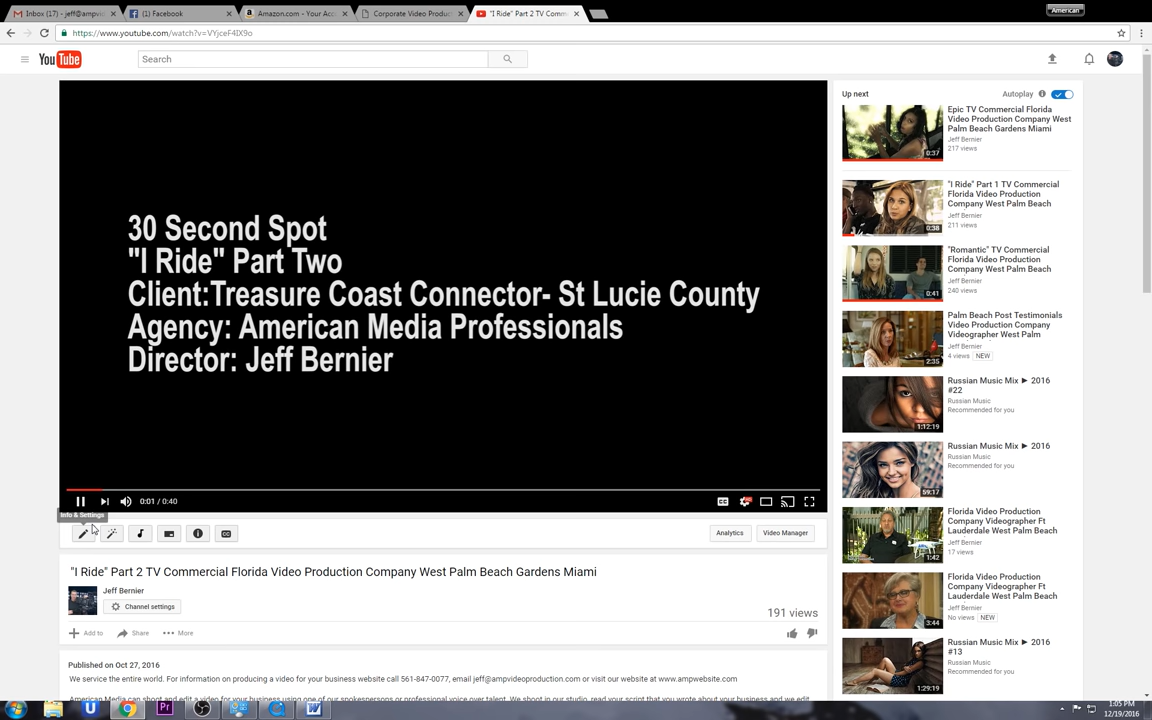 Inbox (17) - jeff@ampvis
(1) Facebook
Amazon.com - Your Acc
Corporate Video Produc
"I Ride" Part 2 TV Comm
American
https://www.youtube.com/watch?v=VYjceF4IX9o
YouTube
Search
30 Second Spot
"I Ride" Part Two
Client:Treasure Coast Connector- St Lucie County
Agency: American Media Professionals
Director: Jeff Bernier
0:01 / 0:40
CC
HD
Info & Settings
CC
Analytics
Video Manager
"I Ride" Part 2 TV Commercial Florida Video Production Company West Palm Beach Gardens Miami
Jeff Bernier
Channel settings
191 views
Add to
Share
More
Published on Oct 27, 2016
We service the entire world. For information on producing a video for your business website call 561-847-0077, email jeff@ampvideoproduction.com or visit our website at www.ampwebsite.com
American Media can shoot and edit a video for your business using one of our spokespersons or professional voice over talent. We shoot in our studio, read your script that you wrote about your business and we edit
Up next
Autoplay
Epic TV Commercial Florida
Video Production Company West
Palm Beach Gardens Miami
Jeff Bernier
217 views
0:37
"I Ride" Part 1 TV Commercial
Florida Video Production
Company West Palm Beach
Jeff Bernier
211 views
0:38
"Romantic" TV Commercial
Florida Video Production
Company West Palm Beach
Jeff Bernier
240 views
0:41
Palm Beach Post Testimonials
Video Production Company
Videographer West Palm
Jeff Bernier
4 views NEW
2:35
Russian Music Mix ► 2016
#22
Russian Music
Recommended for you
1:12:19
Russian Music Mix ► 2016
Russian Music
Recommended for you
59:17
Florida Video Production
Company Videographer Ft
Lauderdale West Palm Beach
Jeff Bernier
17 views
1:42
Florida Video Production
Company Videographer Ft
Lauderdale West Palm Beach
Jeff Bernier
No views NEW
3:44
Russian Music Mix ► 2016
#13
Russian Music
Recommended for you
1:29:19
Pr
1:05 PM
12/19/2016